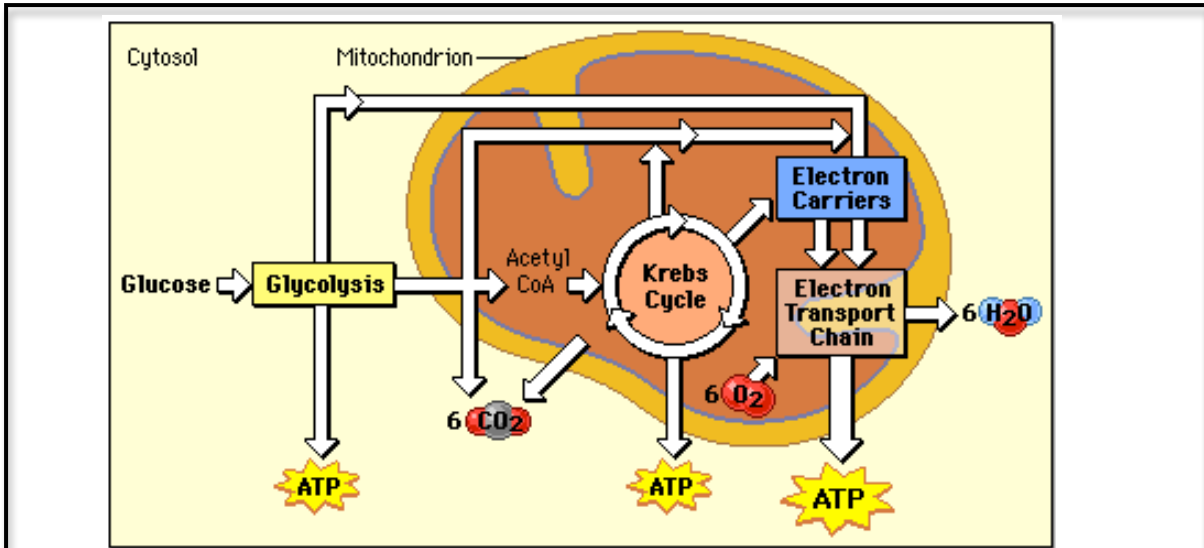 Cytosol
Mitochondrion
Electron
Carriers
Glucose
Glycolysis
Acetyl
CoA
Krebs
Cycle
Electron
Transport
Chain
6 H2O
6 O2
6 CO2
ATP
ATP
ATP